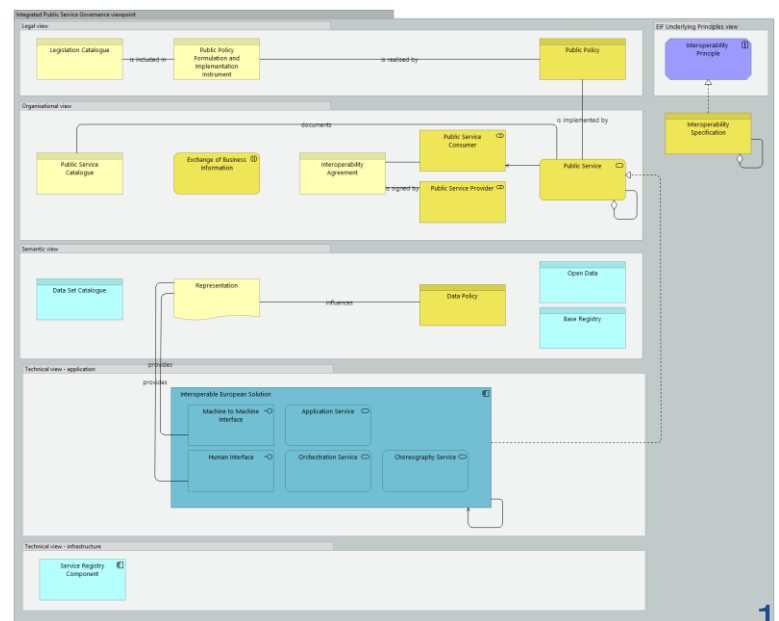 Integrated Public Service Governance viewpoint
Legal view
Legislation Catalogue
is included in
Public Policy
Formulation and
Implementation
Instrument
is realised by
Public Policy
EIF Underlying Principles view
Interoperability
Principle
Interoperability
Specification
Organisational view
documents
is implemented by
Public Service
Catalogue
Exchange of Business
Information
Interoperability
Agreement
Public Service
Consumer
is signed by
Public Service Provider
Public Service
Semantic view
Data Set Catalogue
Representation
influences
Data Policy
Open Data
Base Registry
provides
provides
Technical view - application
Interoperable European Solution
Machine to Machine
Interface
Application Service
Human Interface
Orchestration Service
Choreography Service
Technical view - infrastructure
Service Registry
Component
1